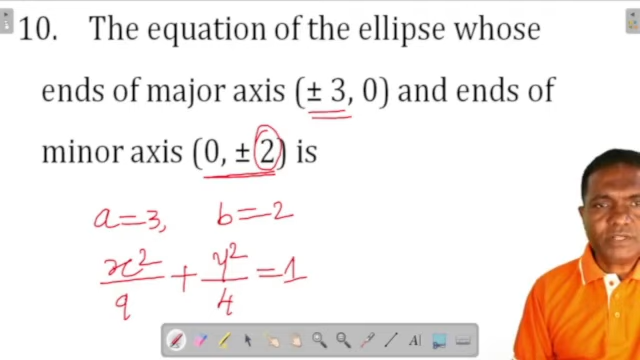 10. The equation of the ellipse whose
ends of major axis (± 3, 0) and ends of
minor axis (0, ± 2) is
a=3, b=2
x²/9 + y²/4 = 1
A|